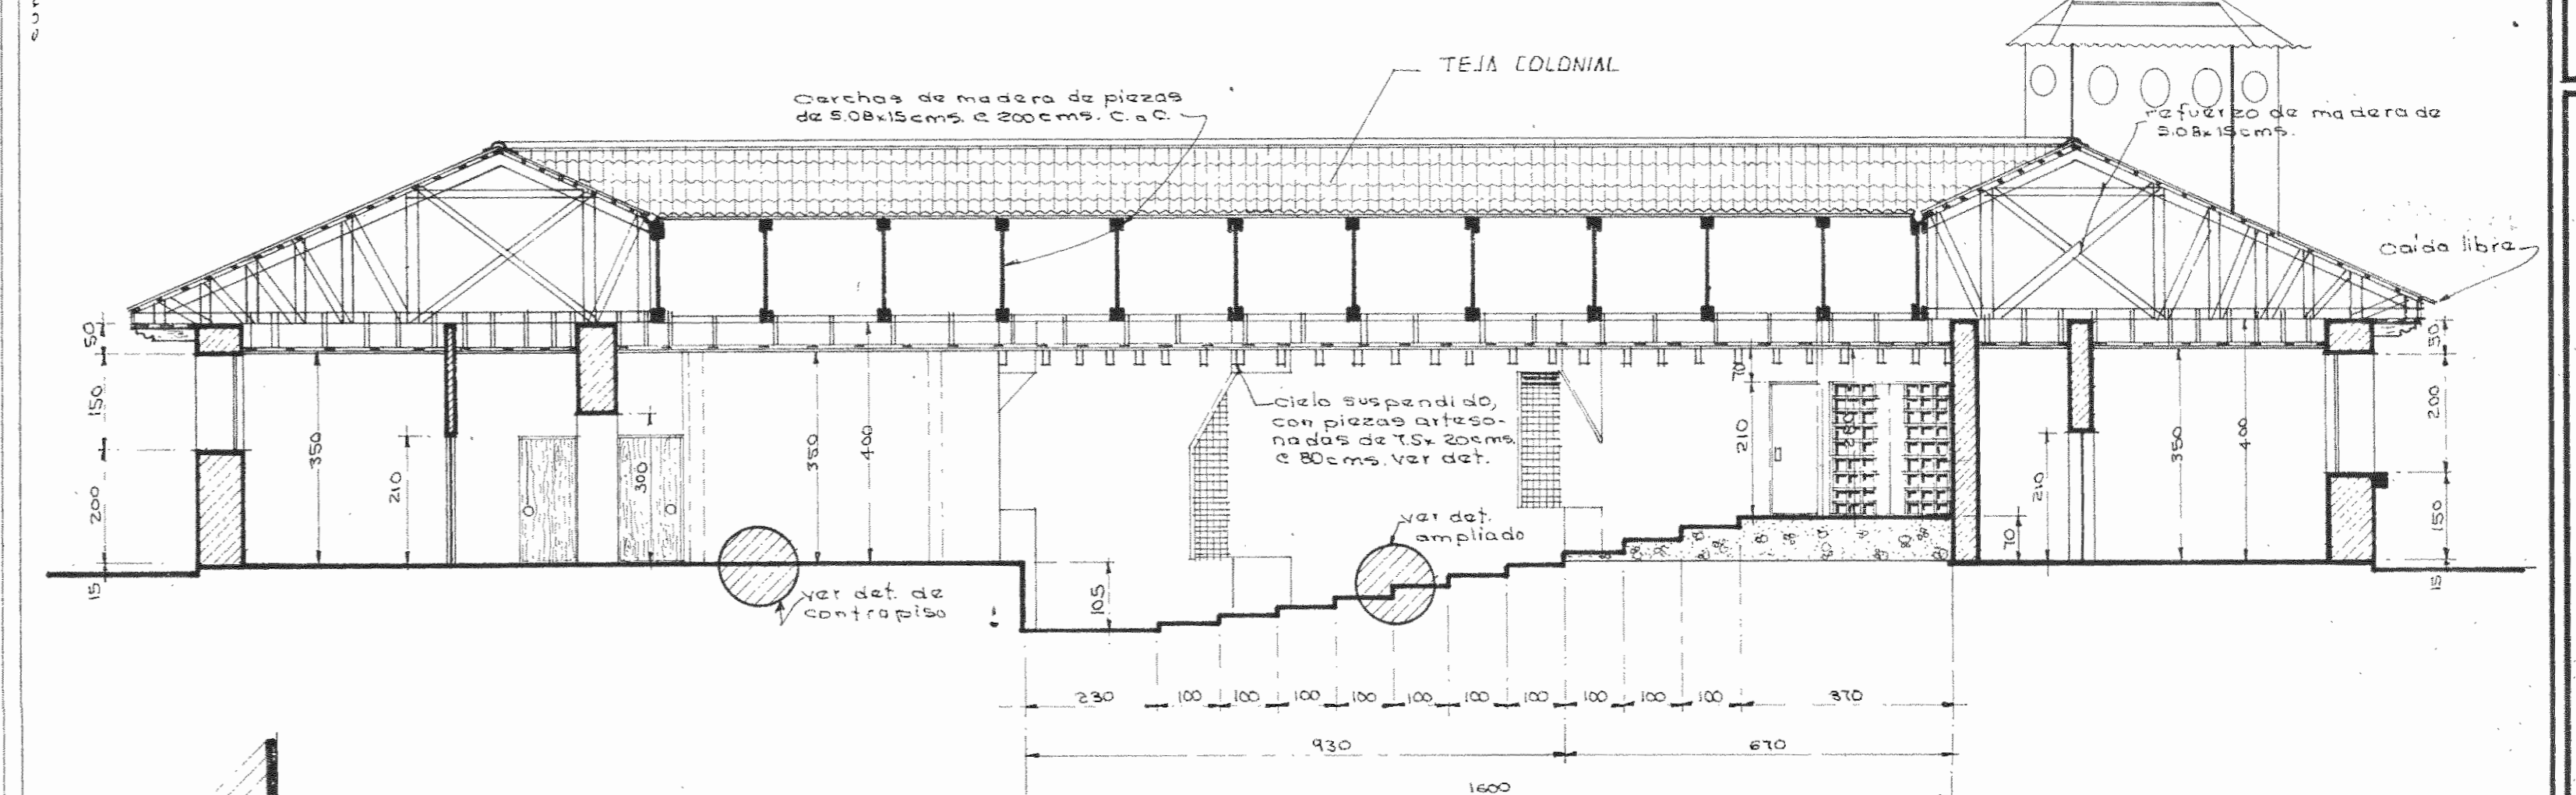 TEJA COLONIAL
Cerchas de madera de piezas
de 5.08x15cms. @ 200cms. C. a C.
refuerzo de madera de
5.08x15cms.
Caída libre
50
150
200
15
350
210
300
350
400
Cielo suspendido,
con piezas arteso-
nadas de 7.5x20cms.
@ 80cms. ver det.
70
210
280
350
400
210
70
50
200
150
15
ver det. de
contrapiso
ver det.
ampliado
105
230 100 100 100 100 100 100 100 100 100 100 370
930 670
1600